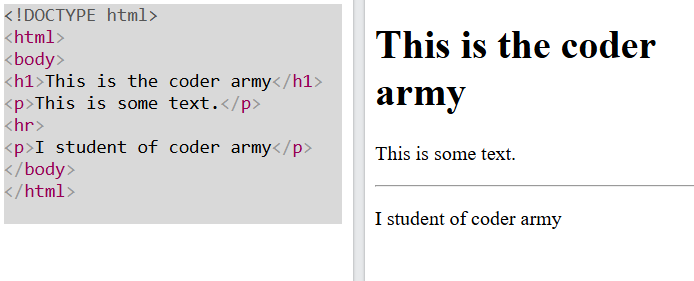 <!DOCTYPE html>
<html>
<body>
<h1>This is the coder army</h1>
<p>This is some text.</p>
<hr>
<p>I student of coder army</p>
</body>
</html>
This is the coder
army
This is some text.
I student of coder army